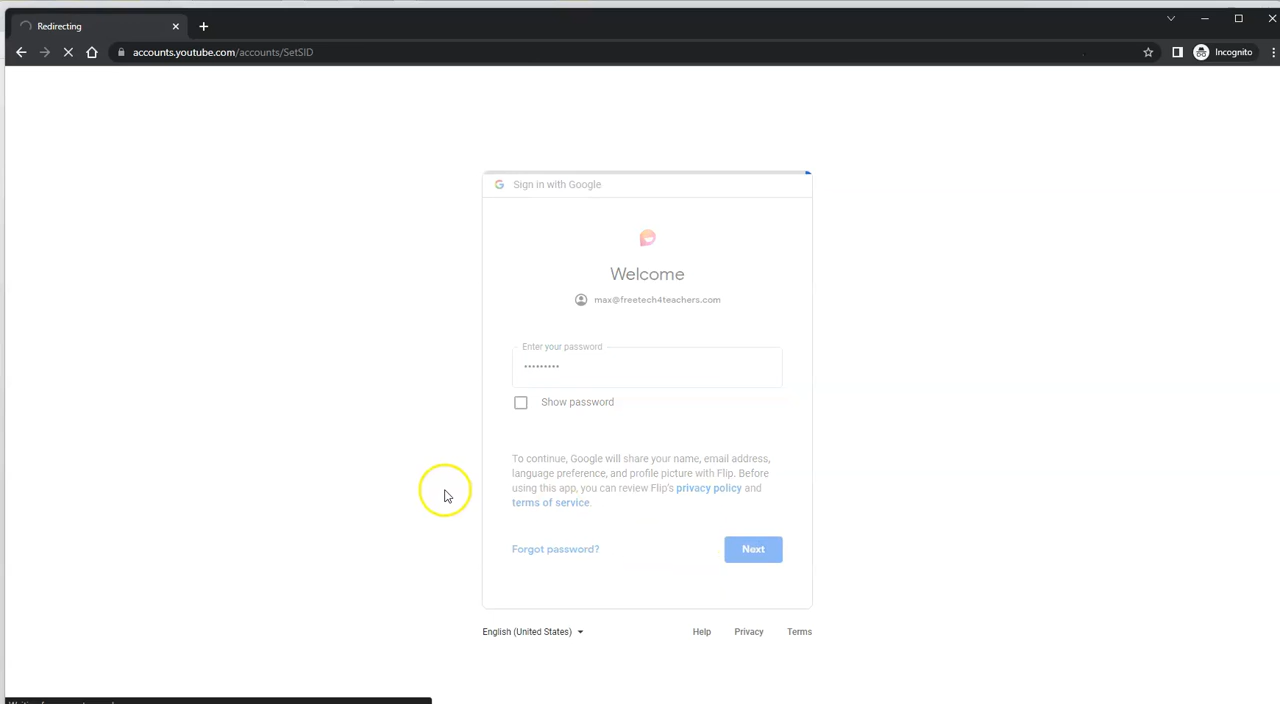 Redirecting
accounts.youtube.com/accounts/SetSID
Incognito
Sign in with Google
Welcome
max@freetech4teachers.com
Enter your password
•••••••••
Show password
To continue, Google will share your name, email address,
language preference, and profile picture with Flip. Before
using this app, you can review Flip's privacy policy and
terms of service.
Forgot password?
Next
English (United States)
Help
Privacy
Terms